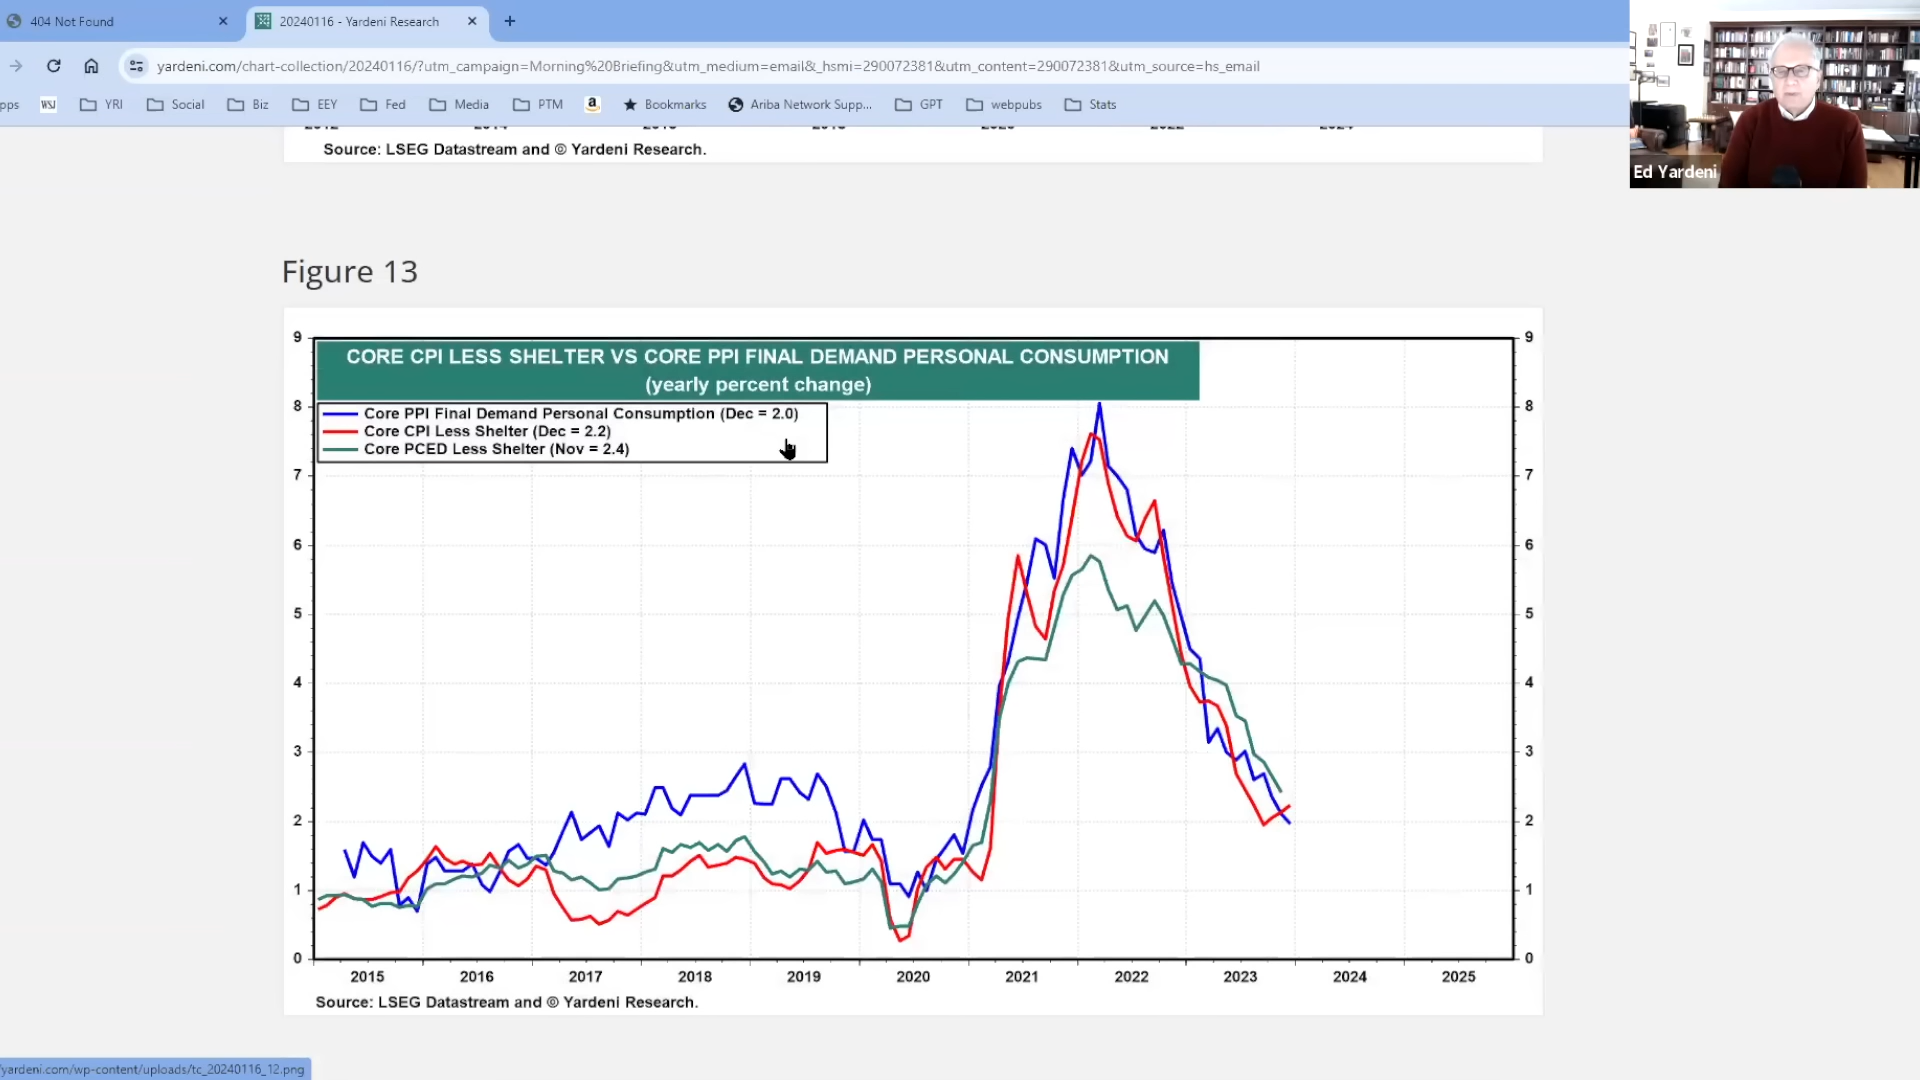 404 Not Found
20240116 - Yardeni Research
yardeni.com/chart-collection/20240116/?utm_campaign=Morning%20Briefing&utm_medium=email&_hsmi=290072381&utm_content=290072381&utm_source=hs_email
pps WSJ YRI Social Biz EEY Fed Media PTM a Bookmarks Ariba Network Supp... GPT webpubs Stats
Ed Yardeni
Source: LSEG Datastream and © Yardeni Research.
Figure 13
CORE CPI LESS SHELTER VS CORE PPI FINAL DEMAND PERSONAL CONSUMPTION
(yearly percent change)
Core PPI Final Demand Personal Consumption (Dec = 2.0)
Core CPI Less Shelter (Dec = 2.2)
Core PCED Less Shelter (Nov = 2.4)
9 9
8 8
7 7
6 6
5 5
4 4
3 3
2 2
1 1
0 0
2015 2016 2017 2018 2019 2020 2021 2022 2023 2024 2025
Source: LSEG Datastream and © Yardeni Research.
yardeni.com/wp-content/uploads/tc_20240116_12.png